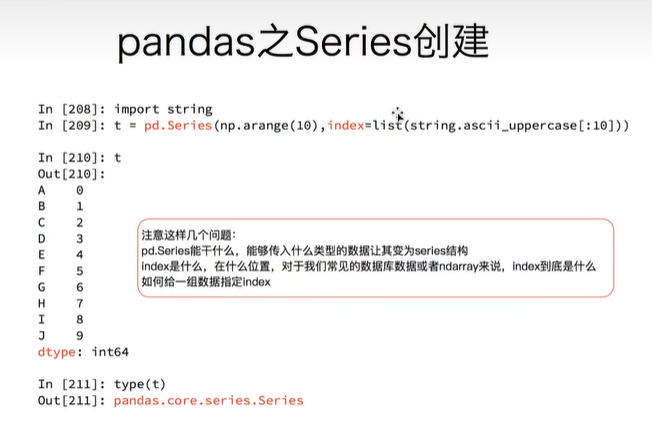 pandas之Series创建
In [208]: import string
In [209]: t = pd.Series(np.arange(10),index=list(string.ascii_uppercase[:10]))
In [210]: t
Out[210]:
A    0
B    1
C    2
D    3
E    4
F    5
G    6
H    7
I    8
J    9
dtype: int64
注意这样几个问题：
pd.Series能干什么，能够传入什么类型的数据让其变为series结构
index是什么，在什么位置，对于我们常见的数据库数据或者ndarray来说，index到底是什么
如何给一组数据指定index
In [211]: type(t)
Out[211]: pandas.core.series.Series